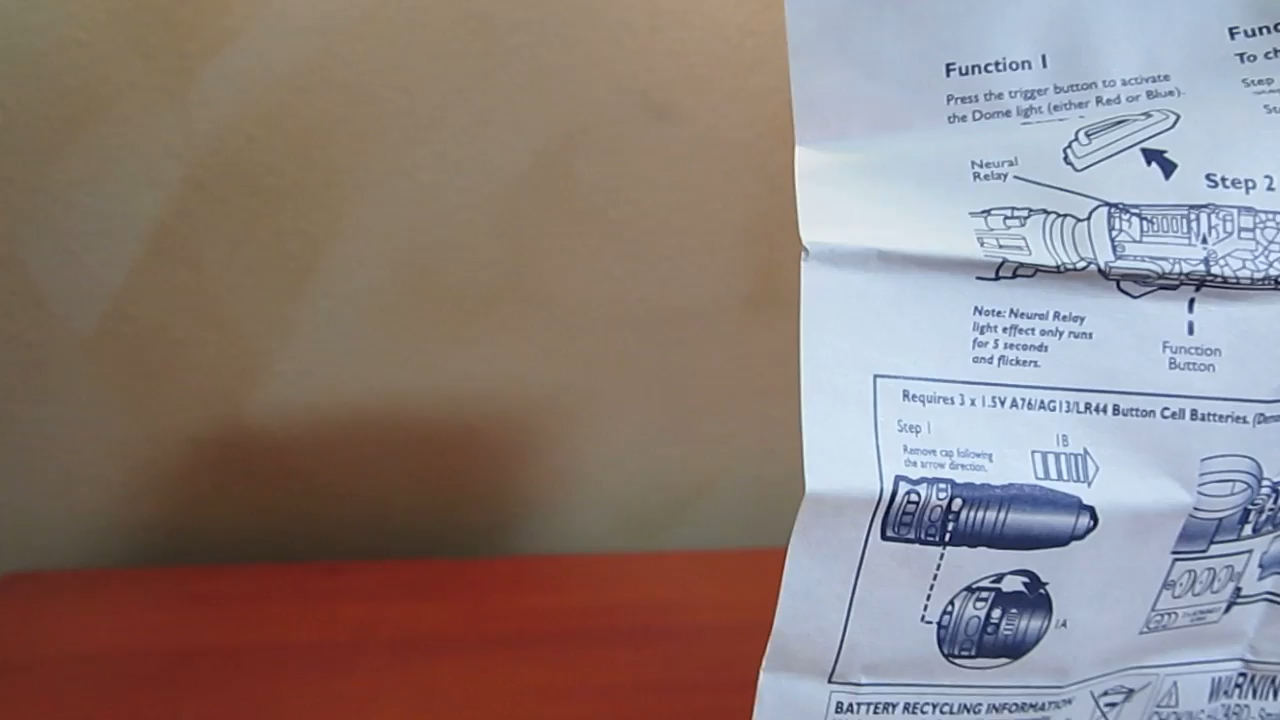 Function 1
Press the trigger button to activate
the Dome light (either Red or Blue).
Neural
Relay
Step 2
To
Step
Note: Neural Relay
light effect only runs
for 5 seconds
and flickers.
Function
Button
Requires 3 x 1.5V A76/AG13/LR44 Button Cell Batteries.
Step 1
Remove cap following
the arrow direction.
1B
1A
BATTERY RECYCLING INFORMATION